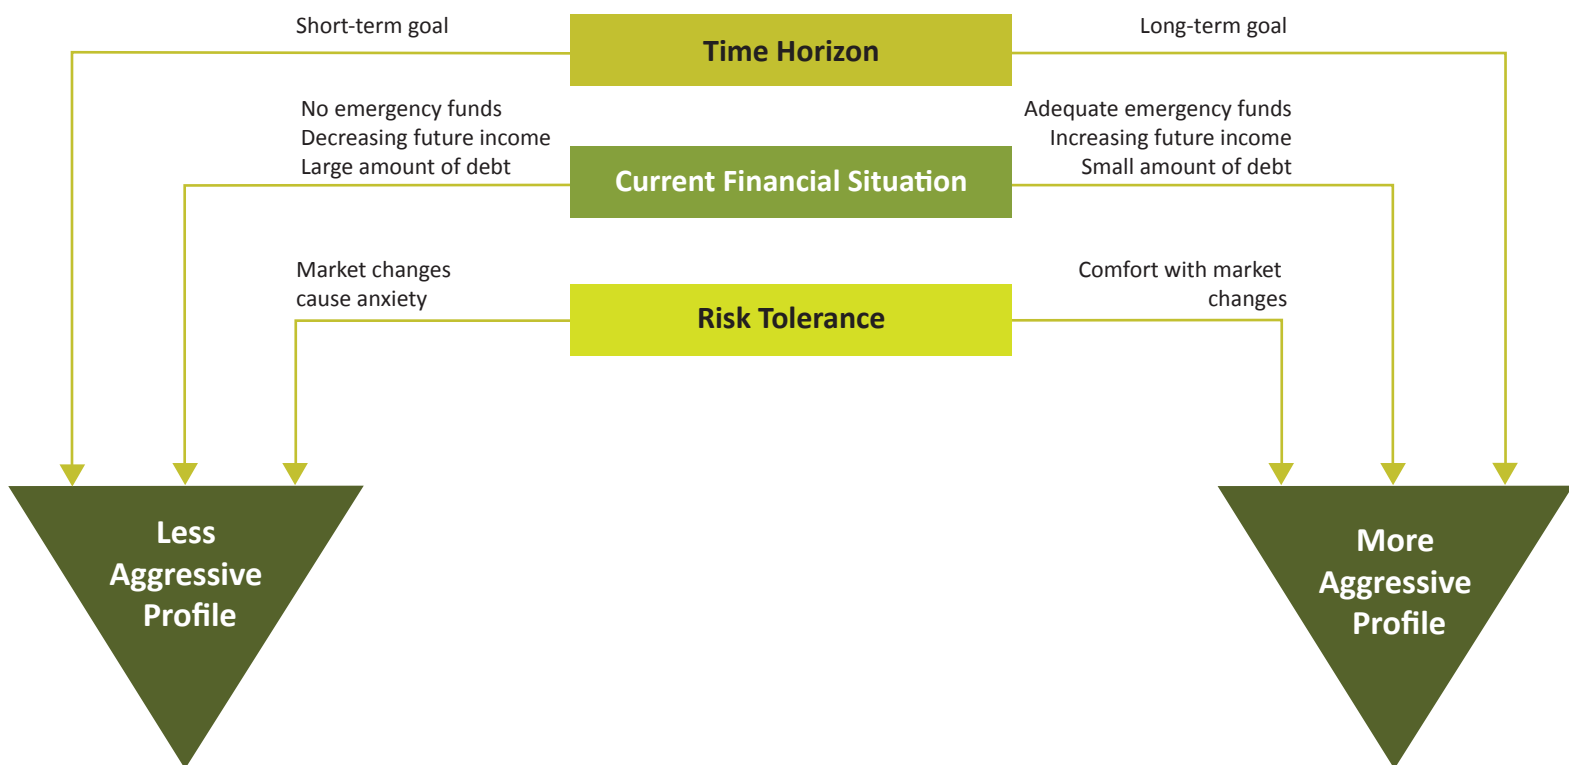 Short-term goal
Time Horizon
Long-term goal
No emergency funds
Decreasing future income
Large amount of debt
Current Financial Situation
Adequate emergency funds
Increasing future income
Small amount of debt
Market changes
cause anxiety
Risk Tolerance
Comfort with market
changes
Less
Aggressive
Profile
More
Aggressive
Profile